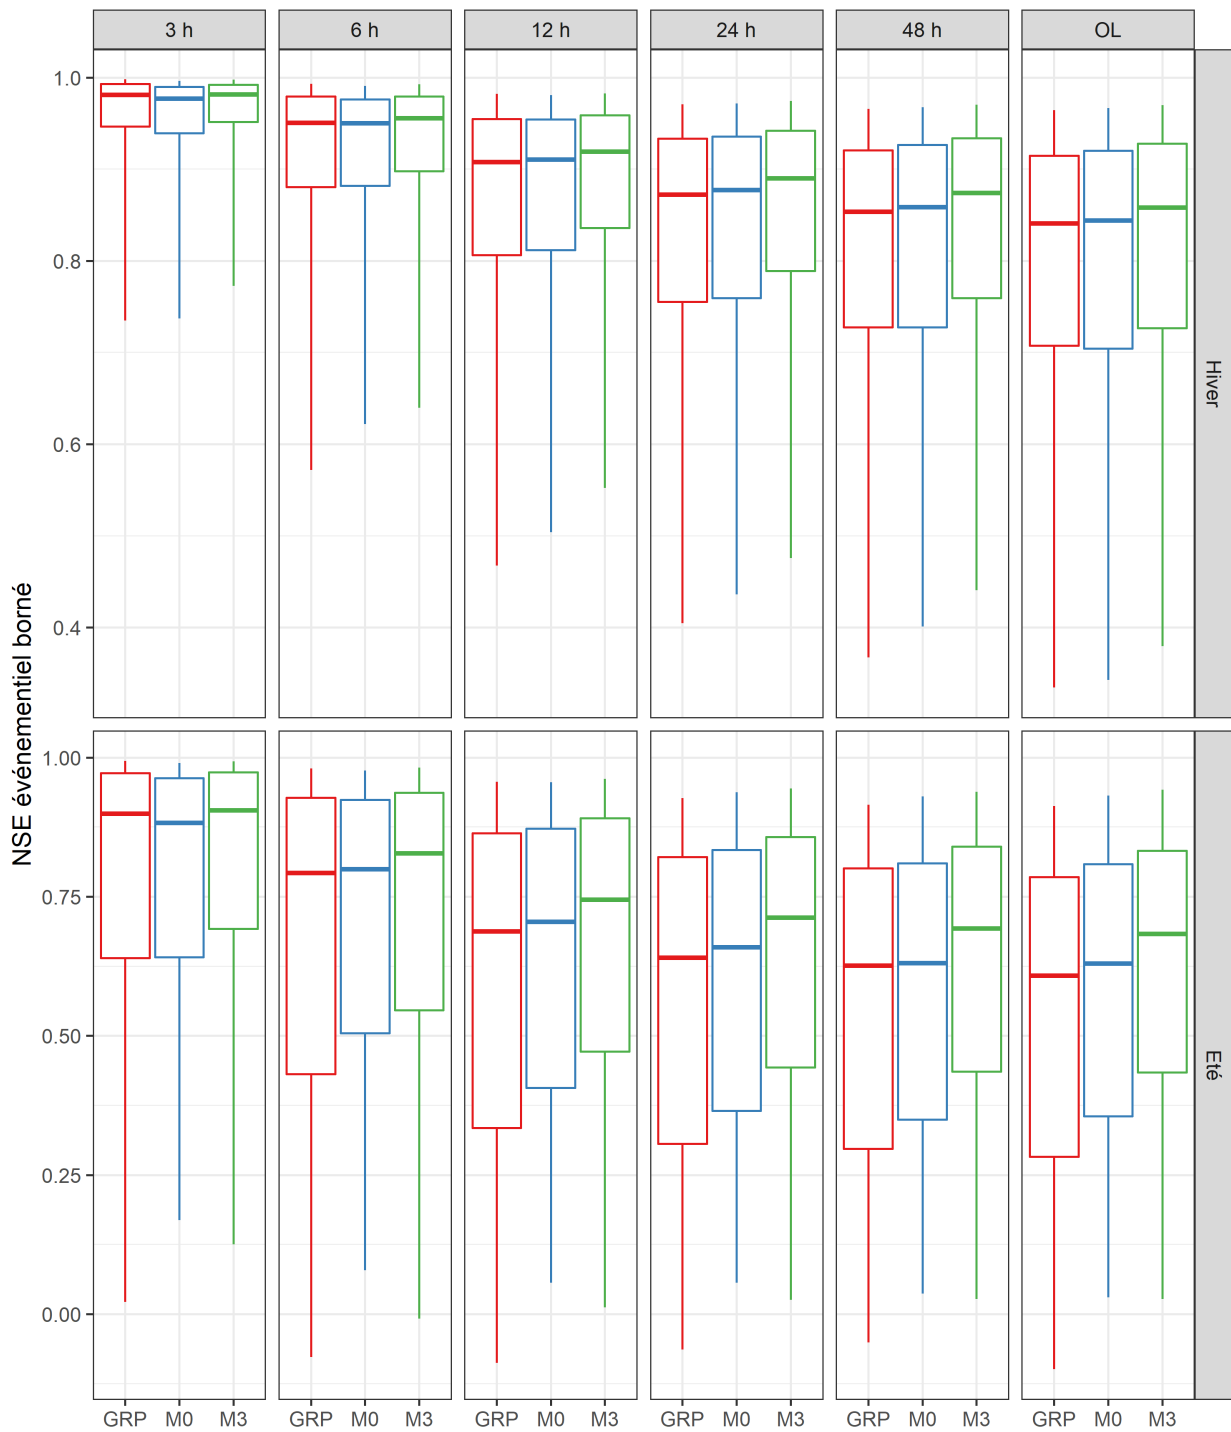 3 h 6 h 12 h 24 h 48 h OL
NSE événementiel borné
1.0
0.8
0.6
0.4
Hiver
1.00
0.75
0.50
0.25
0.00
Eté
GRP M0 M3 GRP M0 M3 GRP M0 M3 GRP M0 M3 GRP M0 M3 GRP M0 M3